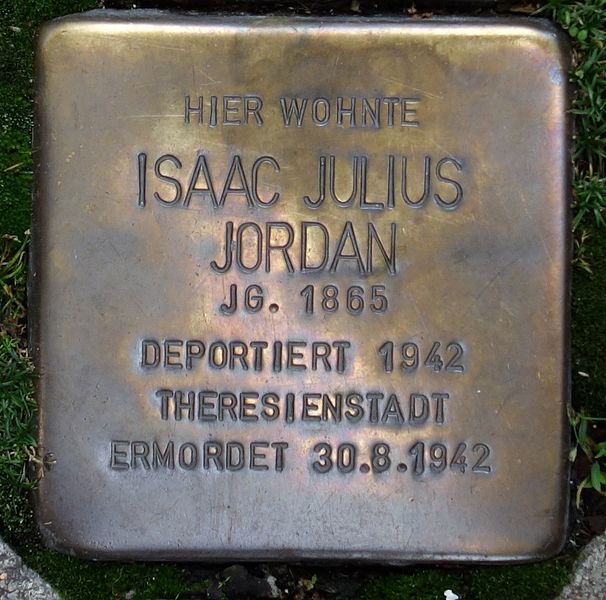 HIER WOHNTE
ISAAC JULIUS
JORDAN
JG. 1865
DEPORTIERT 1942
THERESIENSTADT
ERMORDET 30.8.1942